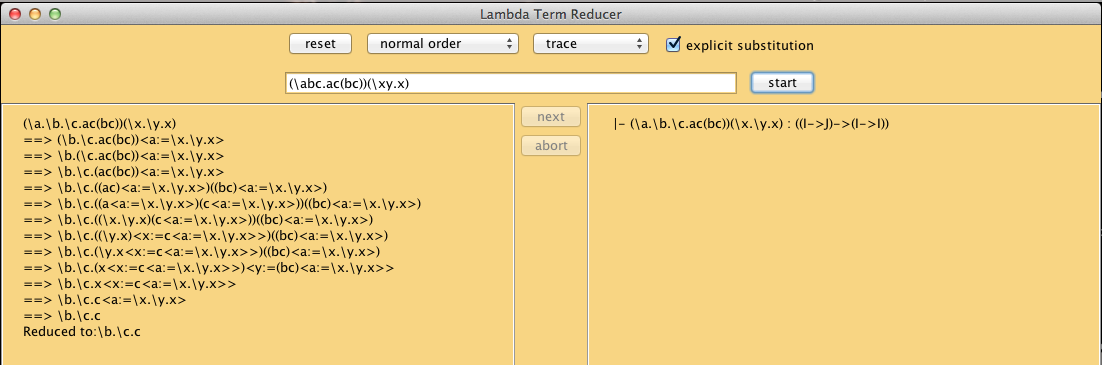 Lambda Term Reducer
reset normal order trace explicit substitution
(\abc.ac(bc))(\xy.x) start
(\a.\b.\c.ac(bc))(\x.\y.x)
==> (\b.\c.ac(bc))<a:=\x.\y.x>
==> \b.(\c.ac(bc))<a:=\x.\y.x>
==> \b.\c.(ac(bc))<a:=\x.\y.x>
==> \b.\c.((ac)<a:=\x.\y.x>)((bc)<a:=\x.\y.x>)
==> \b.\c.((a<a:=\x.\y.x>)(c<a:=\x.\y.x>))((bc)<a:=\x.\y.x>)
==> \b.\c.((\x.\y.x)(c<a:=\x.\y.x>))((bc)<a:=\x.\y.x>)
==> \b.\c.((\y.x)<x:=c<a:=\x.\y.x>>)((bc)<a:=\x.\y.x>)
==> \b.\c.(\y.x<x:=c<a:=\x.\y.x>>)((bc)<a:=\x.\y.x>)
==> \b.\c.(x<x:=c<a:=\x.\y.x>>)<y:=(bc)<a:=\x.\y.x>>
==> \b.\c.x<x:=c<a:=\x.\y.x>>
==> \b.\c.c<a:=\x.\y.x>
==> \b.\c.c
Reduced to:\b.\c.c
next
abort
|- (\a.\b.\c.ac(bc))(\x.\y.x) : ((I->J)->(I->I))